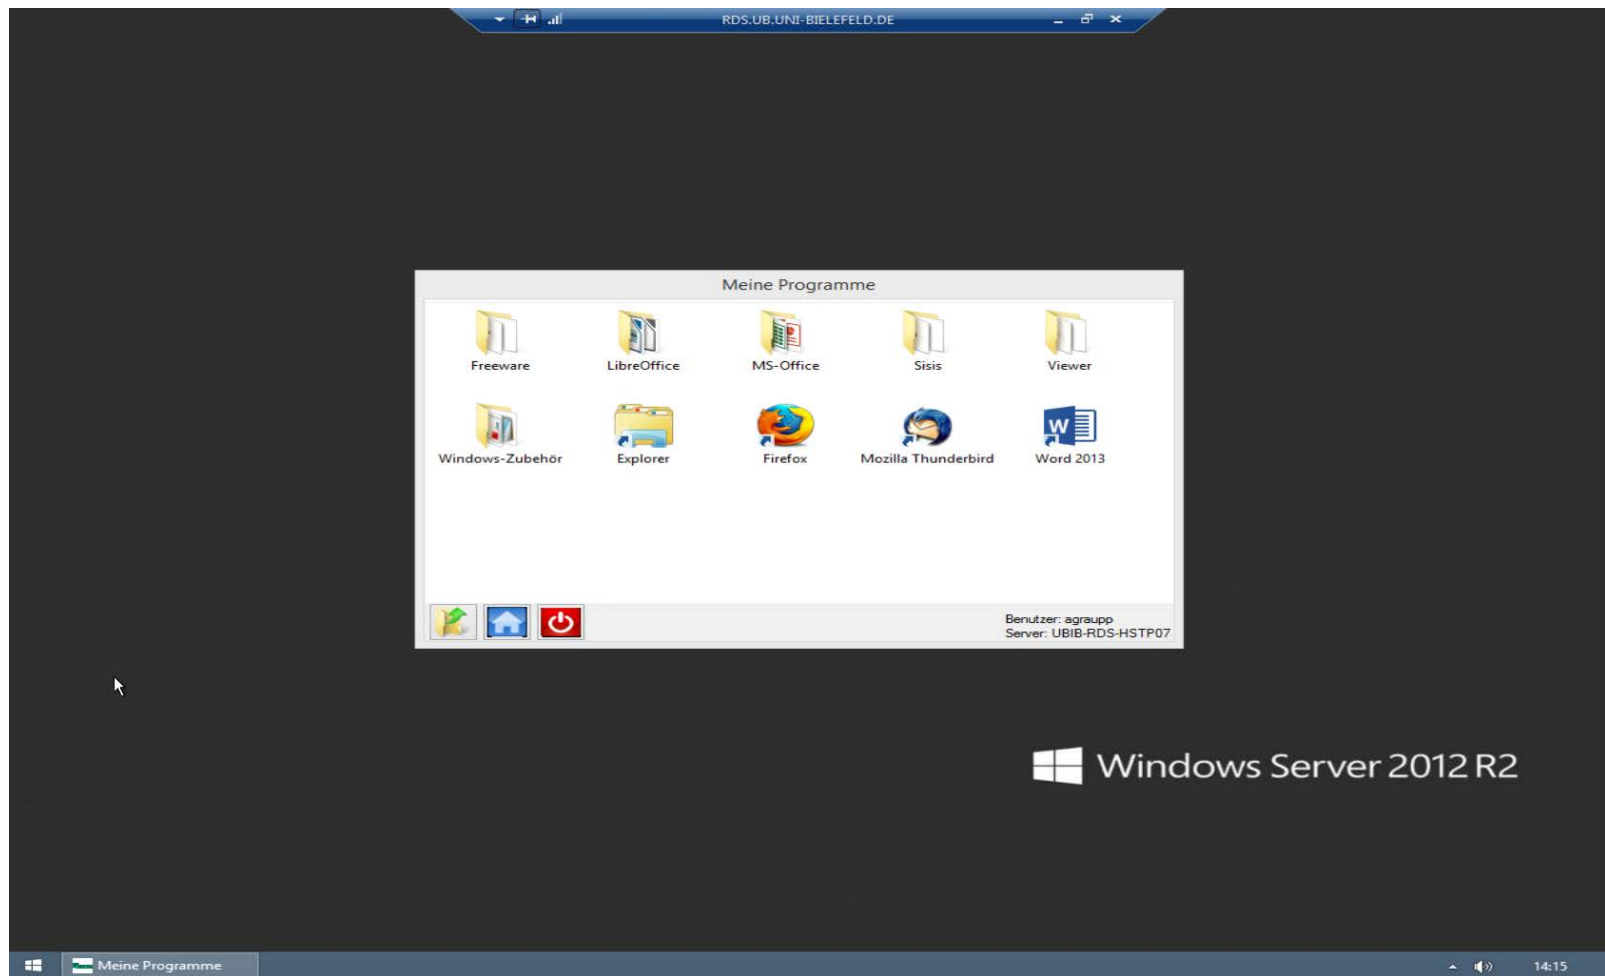 RDS.UB.UNI-BIELEFELD.DE
Meine Programme
Freeware LibreOffice MS-Office Sisis Viewer
Windows-Zubehör Explorer Firefox Mozilla Thunderbird Word 2013
Benutzer: agraupp
Server: UBIB-RDS-HSTP07
Windows Server 2012 R2
Meine Programme 14:15